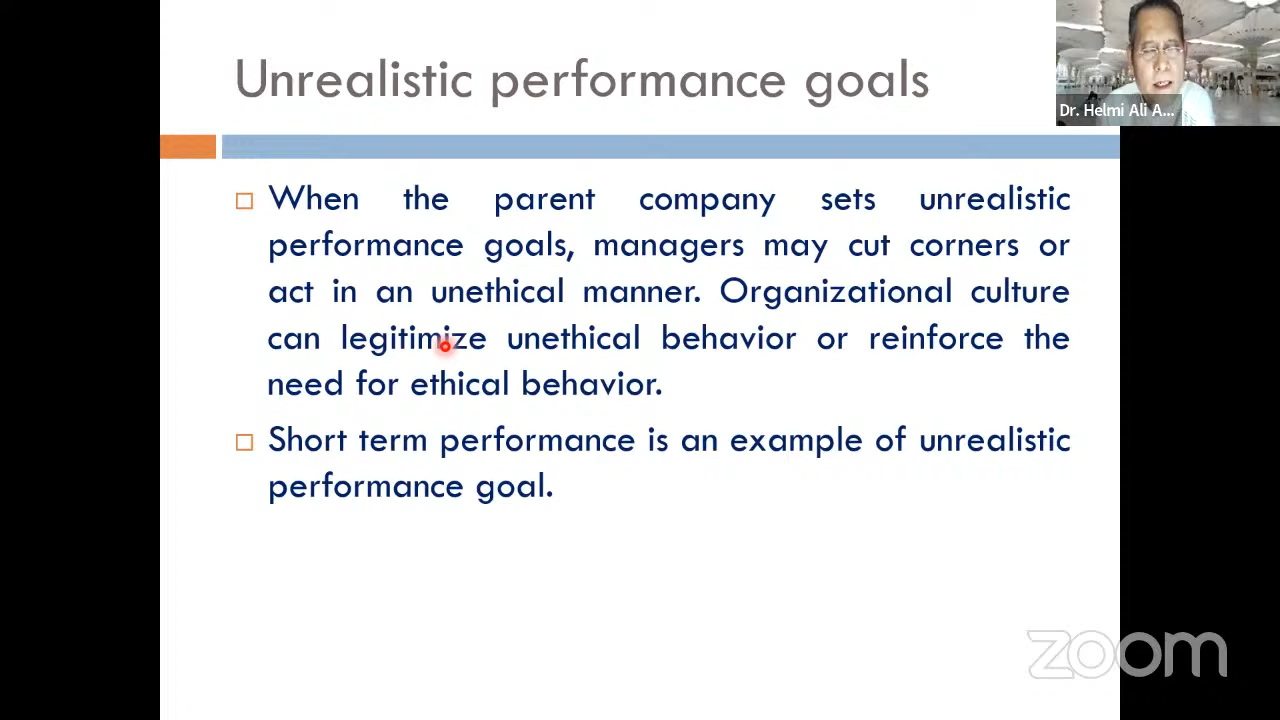 Unrealistic performance goals
Dr. Helmi Ali A...
When the parent company sets unrealistic
performance goals, managers may cut corners or
act in an unethical manner. Organizational culture
can legitimize unethical behavior or reinforce the
need for ethical behavior.
Short term performance is an example of unrealistic
performance goal.
zoom